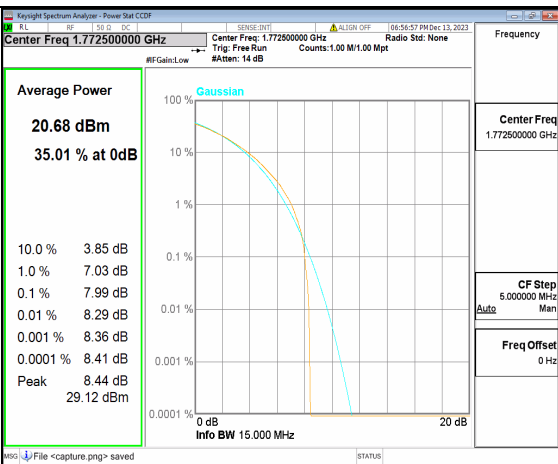 Keysight Spectrum Analyzer - Power Stat CCDF
RL RF 50 Ω DC SENSE:INT ALIGN OFF 06:56:57 PM Dec 13, 2023
Center Freq 1.772500000 GHz
Center Freq: 1.772500000 GHz Radio Std: None
Trig: Free Run Counts:1.00 M/1.00 Mpt
#IFGain:Low #Atten: 14 dB
Frequency
Average Power
20.68 dBm
35.01 % at 0dB
10.0 % 3.85 dB
1.0 % 7.03 dB
0.1 % 7.99 dB
0.01 % 8.29 dB
0.001 % 8.36 dB
0.0001 % 8.41 dB
Peak 8.44 dB
29.12 dBm
Gaussian
100 %
10 %
1 %
0.1 %
0.01 %
0.001 %
0.0001 %
0 dB 20 dB
Info BW 15.000 MHz
Center Freq
1.772500000 GHz
CF Step
5.000000 MHz
Auto Man
Freq Offset
0 Hz
MSG File <capture.png> saved STATUS